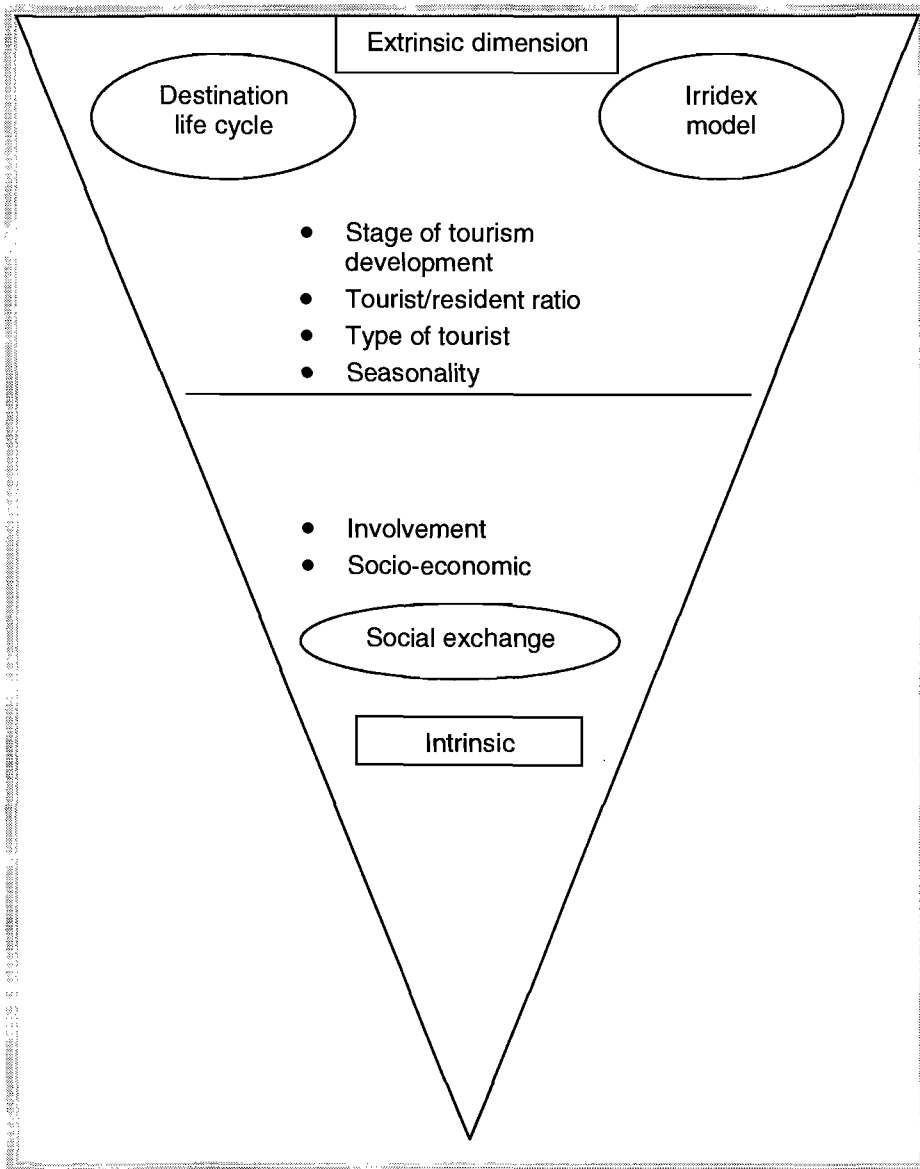 Extrinsic dimension
Destination
life cycle
Irridex
model
• Stage of tourism
development
• Tourist/resident ratio
• Type of tourist
• Seasonality
• Involvement
• Socio-economic
Social exchange
Intrinsic